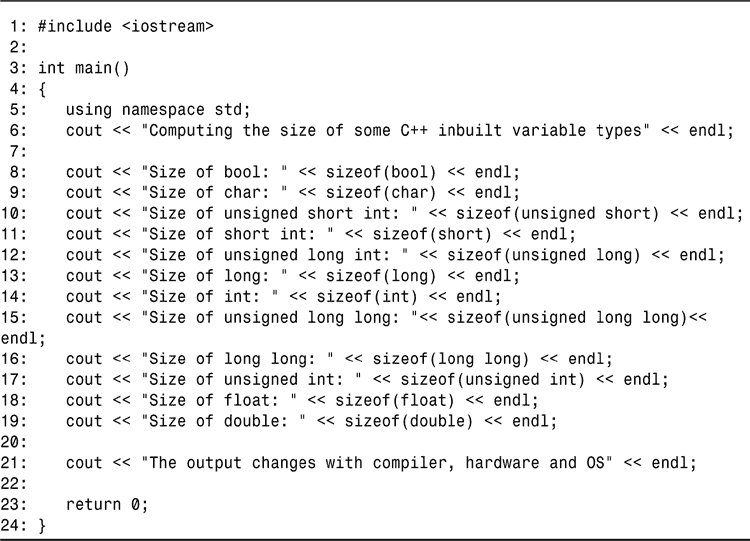 1: #include <iostream>
2:
3: int main()
4: {
5:    using namespace std;
6:    cout << "Computing the size of some C++ inbuilt variable types" << endl;
7:
8:    cout << "Size of bool: " << sizeof(bool) << endl;
9:    cout << "Size of char: " << sizeof(char) << endl;
10:    cout << "Size of unsigned short int: " << sizeof(unsigned short) << endl;
11:    cout << "Size of short int: " << sizeof(short) << endl;
12:    cout << "Size of unsigned long int: " << sizeof(unsigned long) << endl;
13:    cout << "Size of long: " << sizeof(long) << endl;
14:    cout << "Size of int: " << sizeof(int) << endl;
15:    cout << "Size of unsigned long long: "<< sizeof(unsigned long long)<<
endl;
16:    cout << "Size of long long: " << sizeof(long long) << endl;
17:    cout << "Size of unsigned int: " << sizeof(unsigned int) << endl;
18:    cout << "Size of float: " << sizeof(float) << endl;
19:    cout << "Size of double: " << sizeof(double) << endl;
20:
21:    cout << "The output changes with compiler, hardware and OS" << endl;
22:
23:    return 0;
24: }